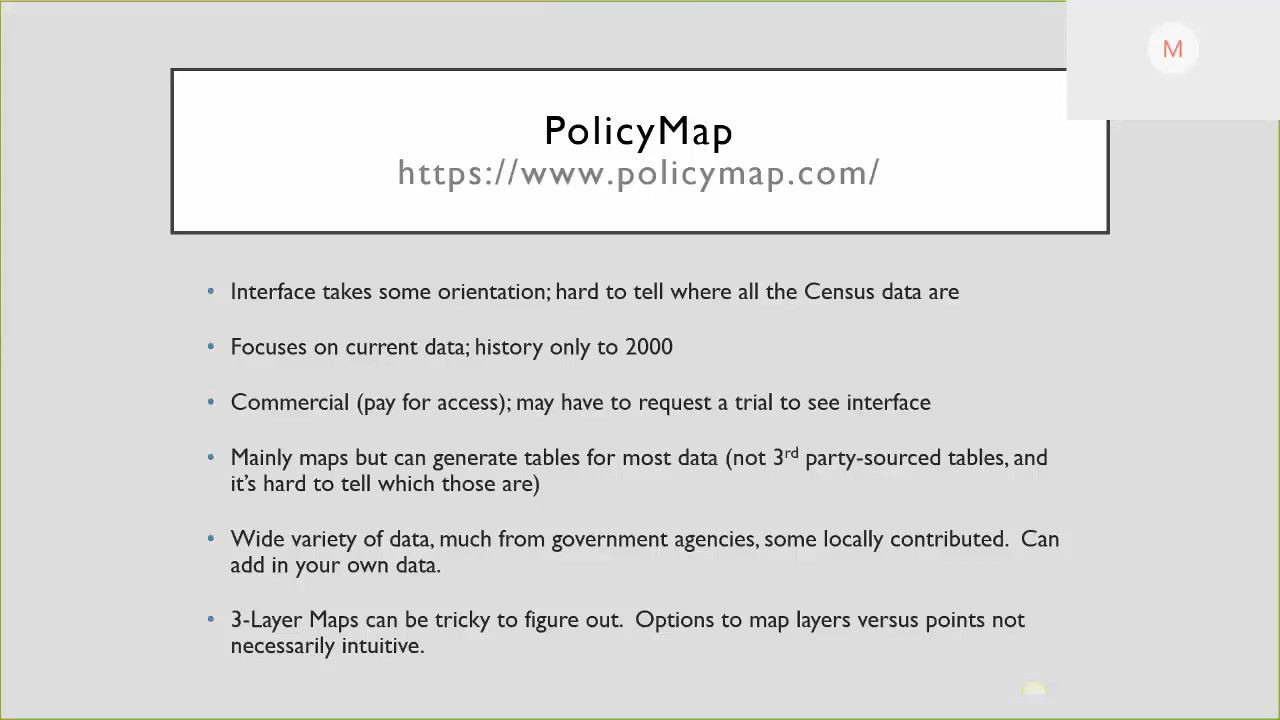 M
PolicyMap
https://www.policymap.com/
• Interface takes some orientation; hard to tell where all the Census data are
• Focuses on current data; history only to 2000
• Commercial (pay for access); may have to request a trial to see interface
• Mainly maps but can generate tables for most data (not 3rd party-sourced tables, and
it’s hard to tell which those are)
• Wide variety of data, much from government agencies, some locally contributed.  Can
add in your own data.
• 3-Layer Maps can be tricky to figure out.  Options to map layers versus points not
necessarily intuitive.